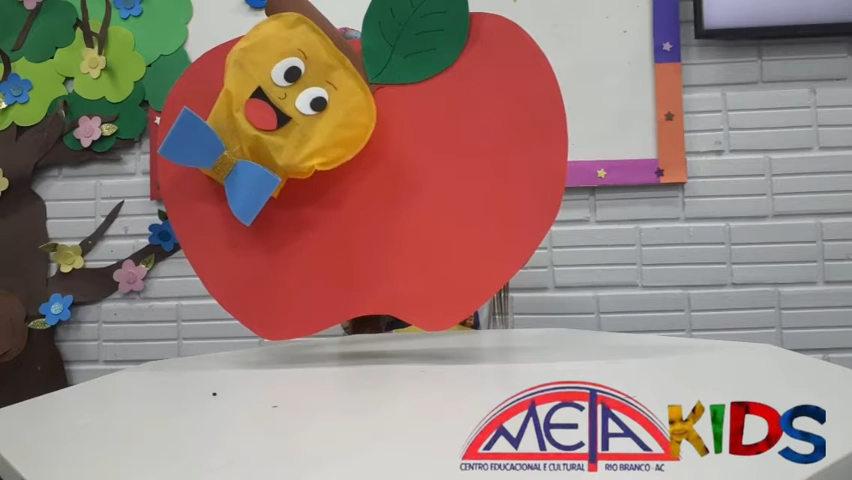 META KIDS
CENTRO EDUCACIONAL E CULTURAL RIO BRANCO - AC